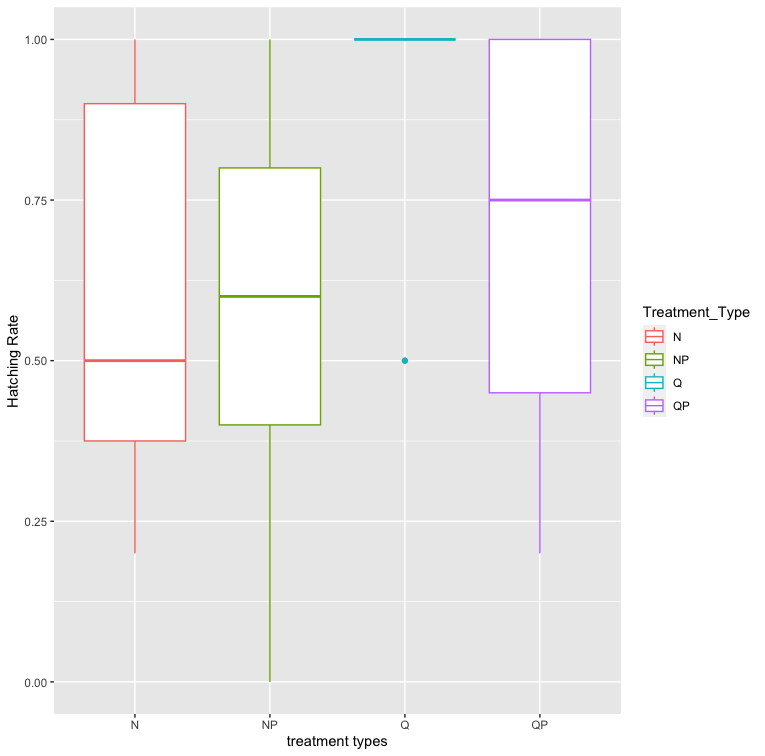 Hatching Rate
1.00
0.75
0.50
0.25
0.00
N NP Q QP
treatment types
Treatment_Type
N
NP
Q
QP